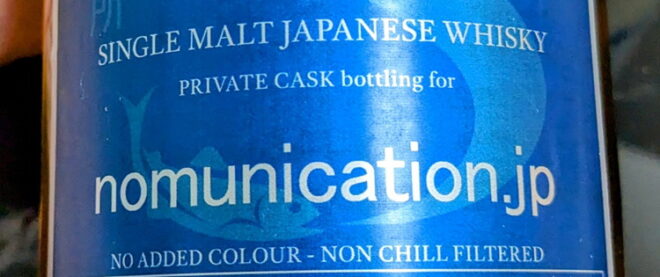 SINGLE MALT JAPANESE WHISKY
PRIVATE CASK bottling for
nomunication.jp
NO ADDED COLOUR - NON CHILL FILTERED